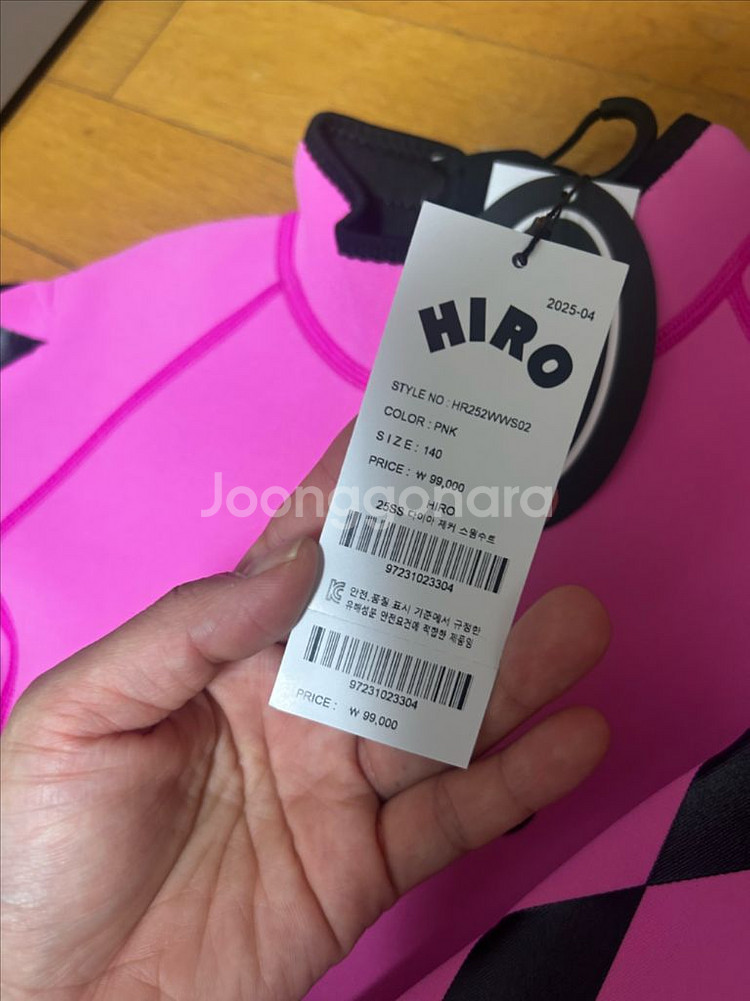 2025-04
HIRO
STYLE NO : HR252WWS02
COLOR : PNK
SIZE : 140
PRICE : ₩ 99,000
HIRO
25SS 다이아 재커 스윔수트
97231023304
KC 안전.품질 표시 기준에서 규정한
유해성분 안전요건에 적합한 제품임
97231023304
PRICE : ₩ 99,000
Joonggonara